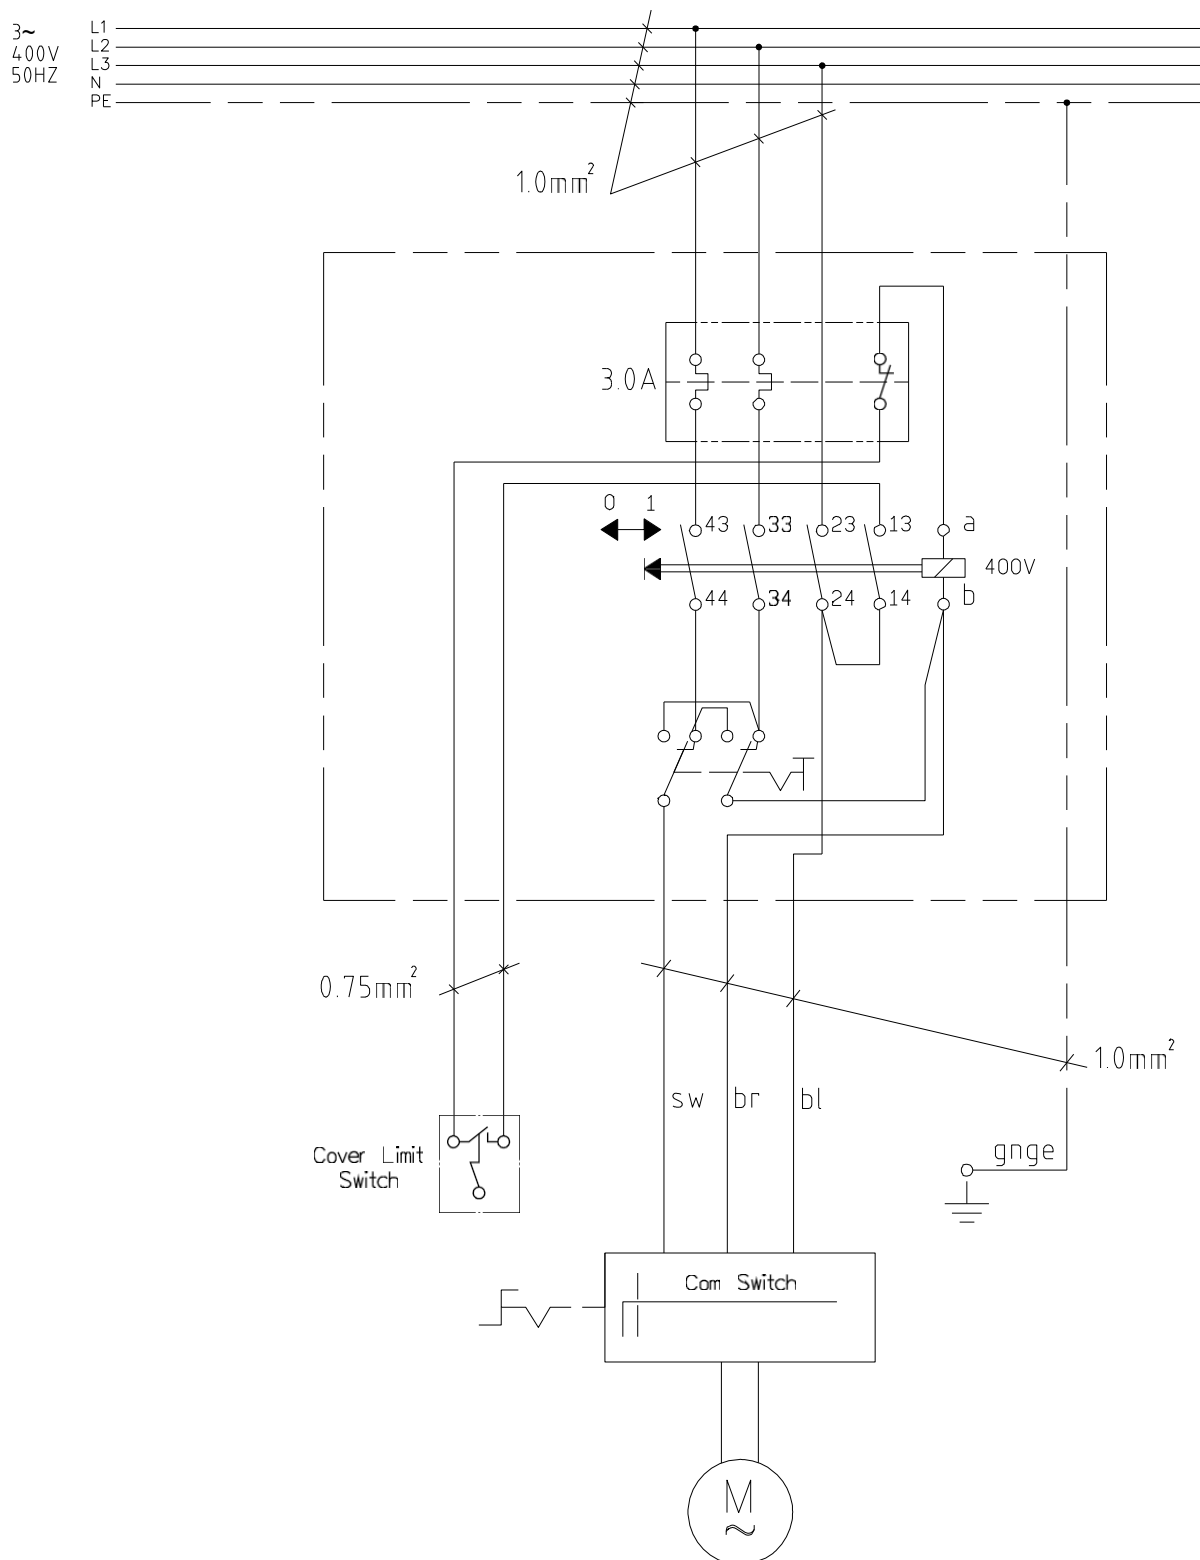 3~
400V
50HZ
L1
L2
L3
N
PE
1.0mm²
3.0A
0 1
43 33 23 13 a
400V
44 34 24 14 b
0.75mm²
1.0mm²
sw br bl
gnge
Cover Limit
Switch
Com Switch
M
~